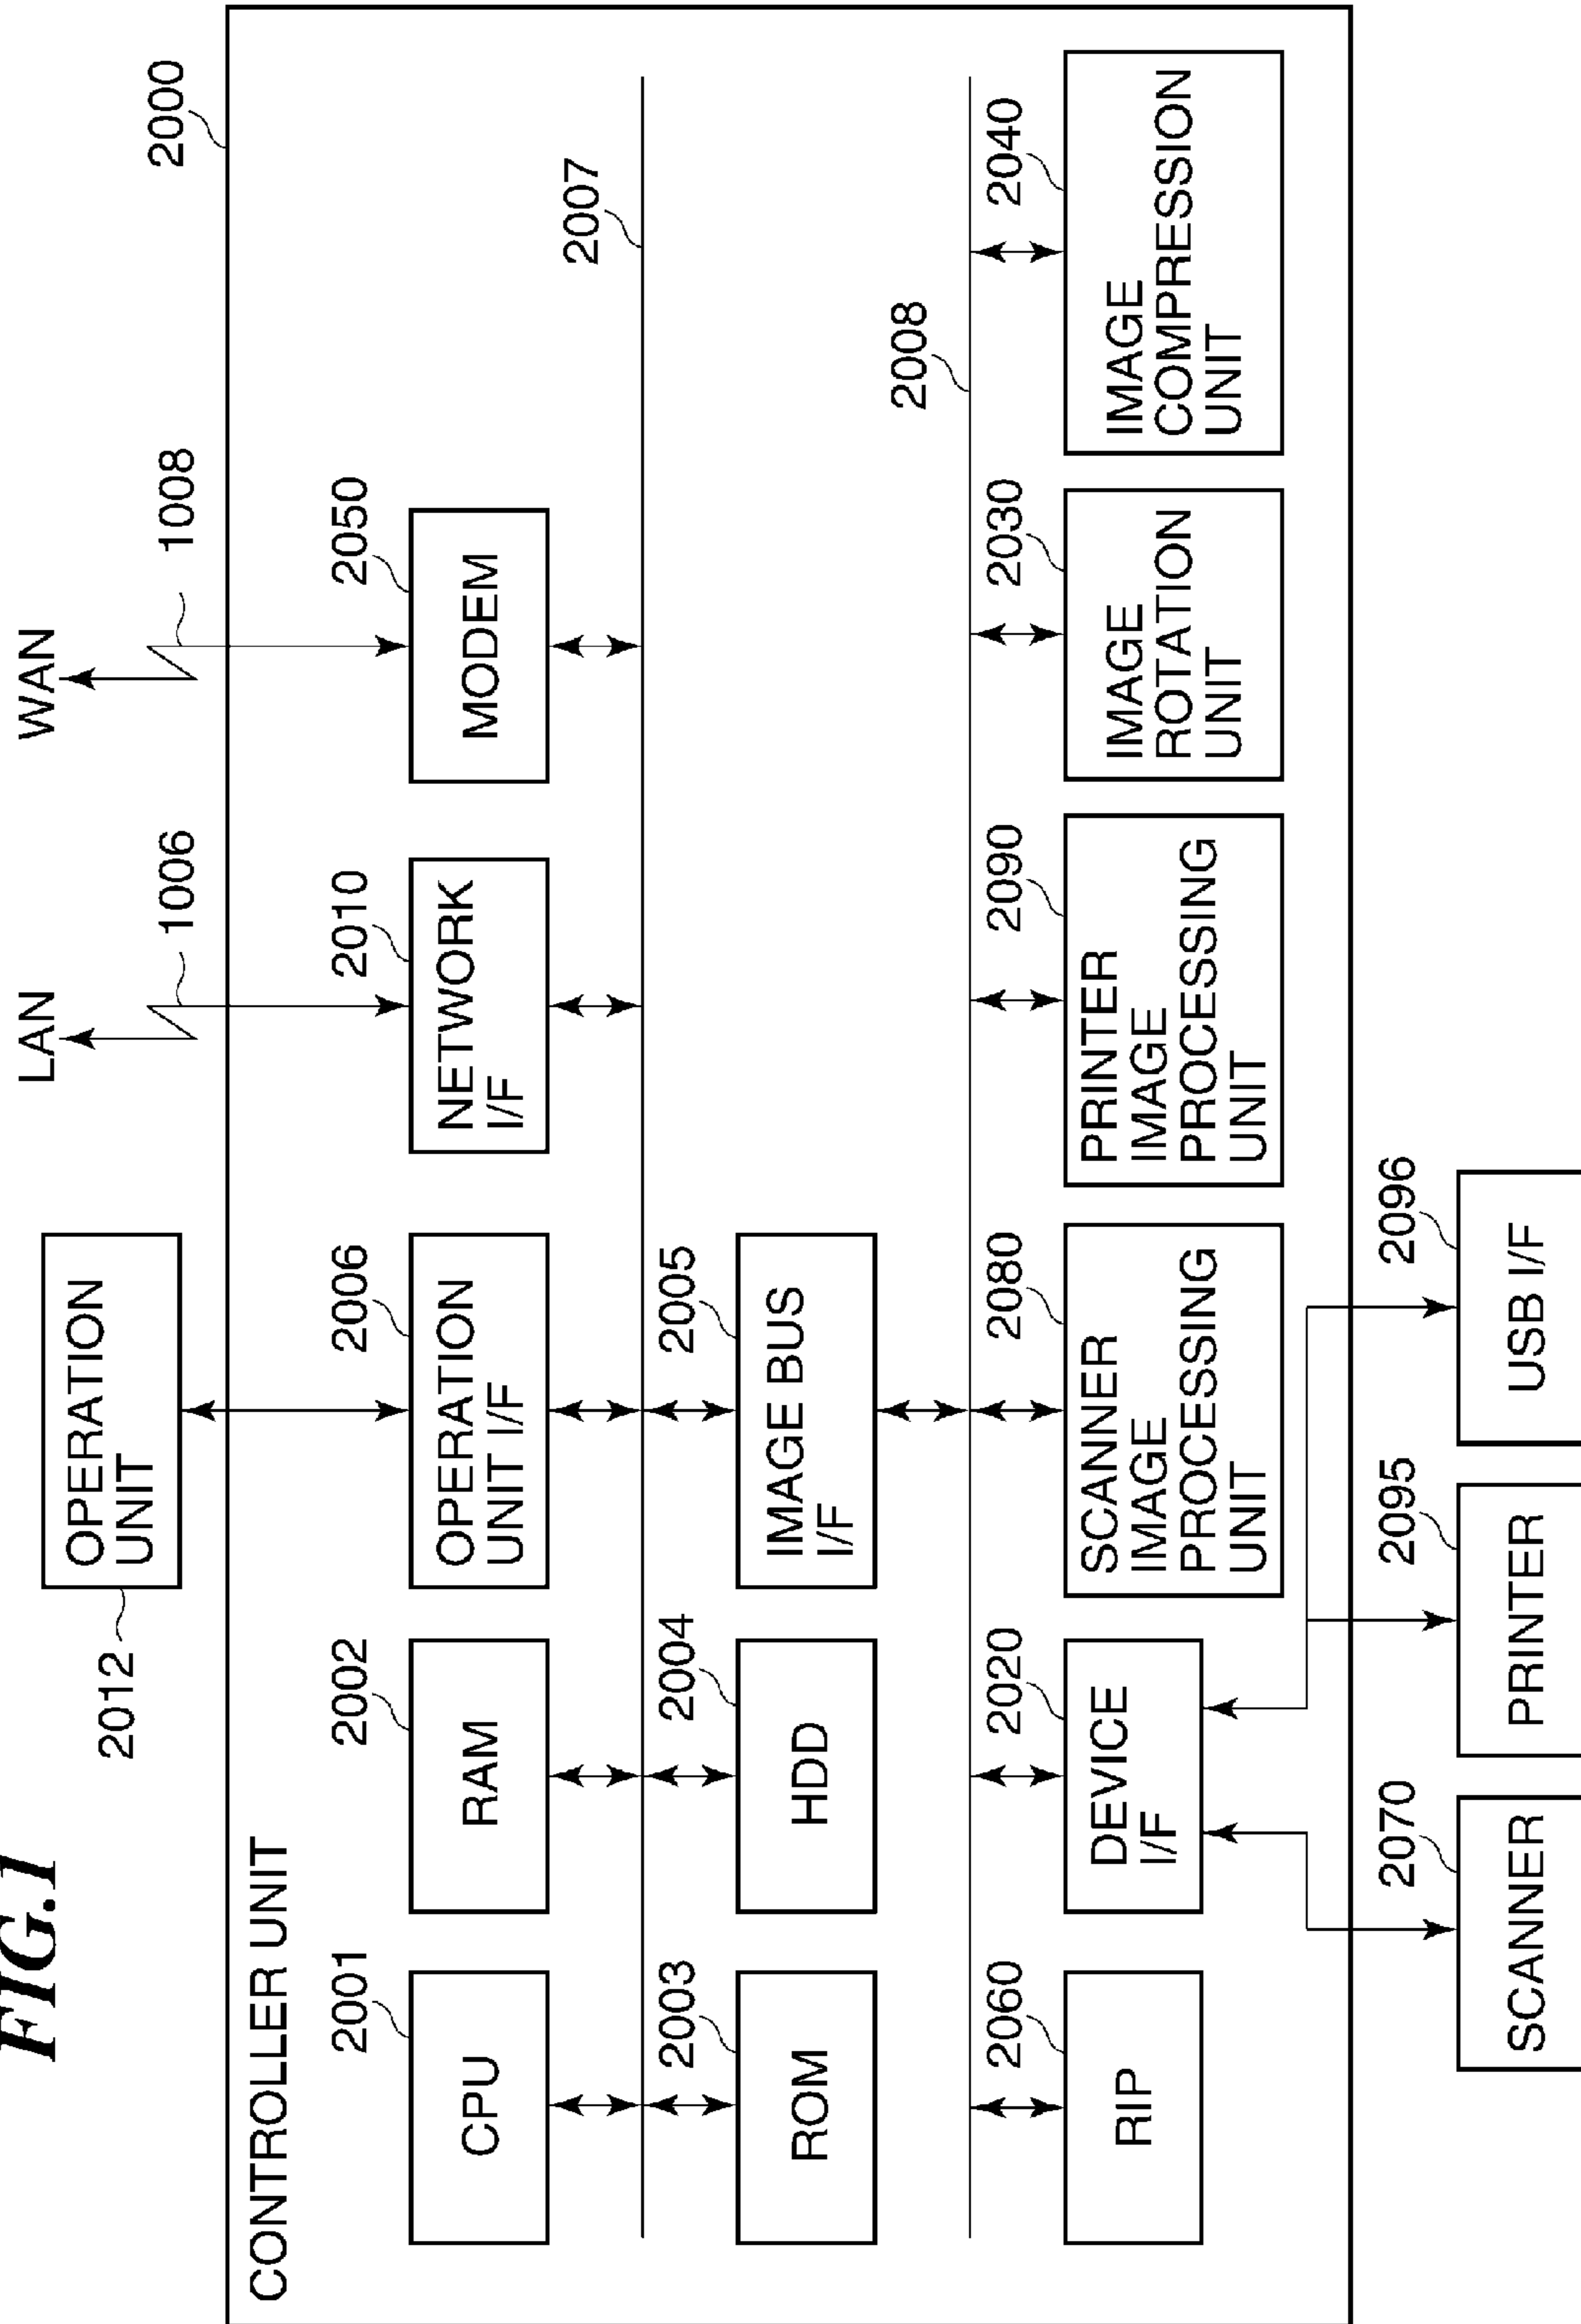 FIG.1
LAN
WAN
OPERATION
UNIT
2012
1006
1008
2000
CONTROLLER UNIT
2001
CPU
2002
RAM
2006
OPERATION
UNIT I/F
2010
NETWORK
I/F
2050
MODEM
2007
2003
ROM
2004
HDD
2005
IMAGE BUS
I/F
2008
2060
RIP
2020
DEVICE
I/F
2080
SCANNER
IMAGE
PROCESSING
UNIT
2090
PRINTER
IMAGE
PROCESSING
UNIT
2030
IMAGE
ROTATION
UNIT
2040
IMAGE
COMPRESSION
UNIT
2070
SCANNER
2095
PRINTER
2096
USB I/F